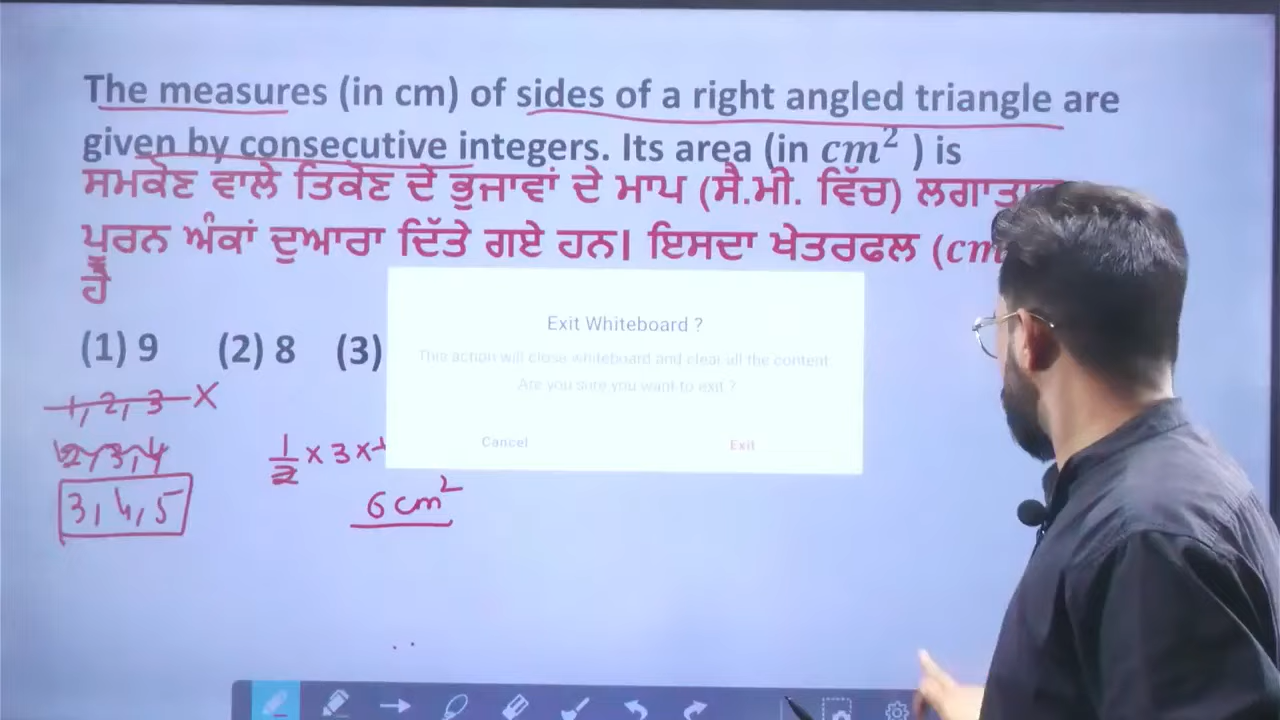 The measures (in cm) of sides of a right angled triangle are
given by consecutive integers. Its area (in cm² ) is
ਸਮਕੋਣ ਵਾਲੇ ਤਿਕੋਣ ਦੇ ਭੁਜਾਵਾਂ ਦੇ ਮਾਪ (ਸੈ.ਮੀ. ਵਿੱਚ)
ਪੂਰਨ ਅੰਕਾਂ ਦੁਆਰਾ ਦਿੱਤੇ ਗਏ ਹਨ। ਇਸਦਾ ਖੇਤਰਫਲ (cm
ਹੈ
(1) 9 (2) 8 (3)
Exit Whiteboard ?
This action will close whiteboard and clear all the content.
Are you sure you want to exit ?
Cancel Exit
1, 2, 3 ×
2, 3, 4
3, 4, 5
1/2 × 3 ×
6 cm²